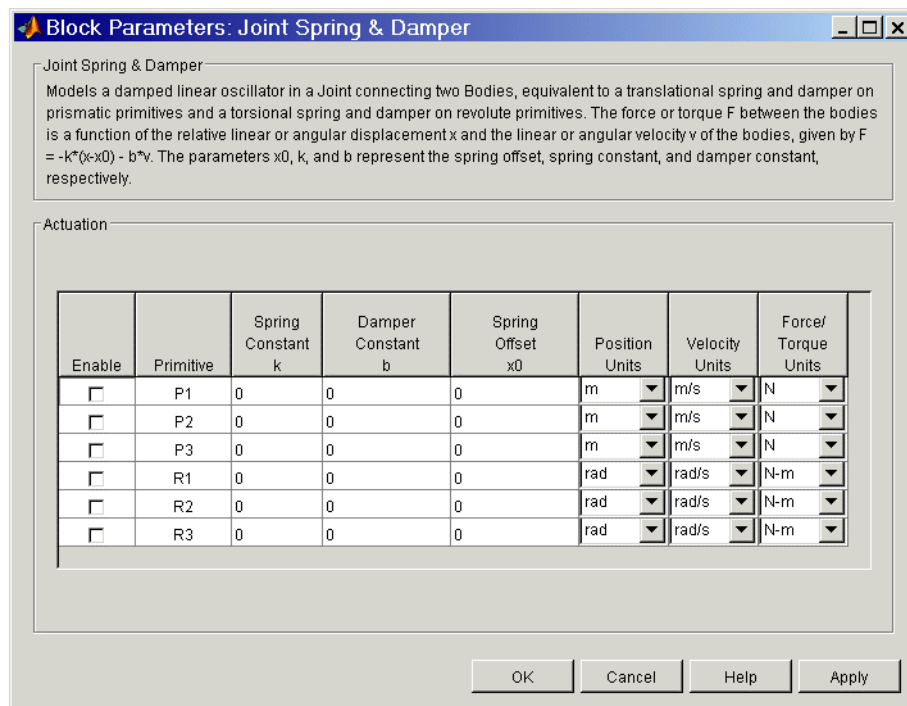 Block Parameters: Joint Spring & Damper
Joint Spring & Damper
Models a damped linear oscillator in a Joint connecting two Bodies, equivalent to a translational spring and damper on
prismatic primitives and a torsional spring and damper on revolute primitives. The force or torque F between the bodies
is a function of the relative linear or angular displacement x and the linear or angular velocity v of the bodies, given by F
= -k*(x-x0) - b*v. The parameters x0, k, and b represent the spring offset, spring constant, and damper constant,
respectively.
Actuation
Enable Primitive Spring Constant k Damper Constant b Spring Offset x0 Position Units Velocity Units Force/ Torque Units
P1 0 0 0 m m/s N
P2 0 0 0 m m/s N
P3 0 0 0 m m/s N
R1 0 0 0 rad rad/s N-m
R2 0 0 0 rad rad/s N-m
R3 0 0 0 rad rad/s N-m
OK Cancel Help Apply